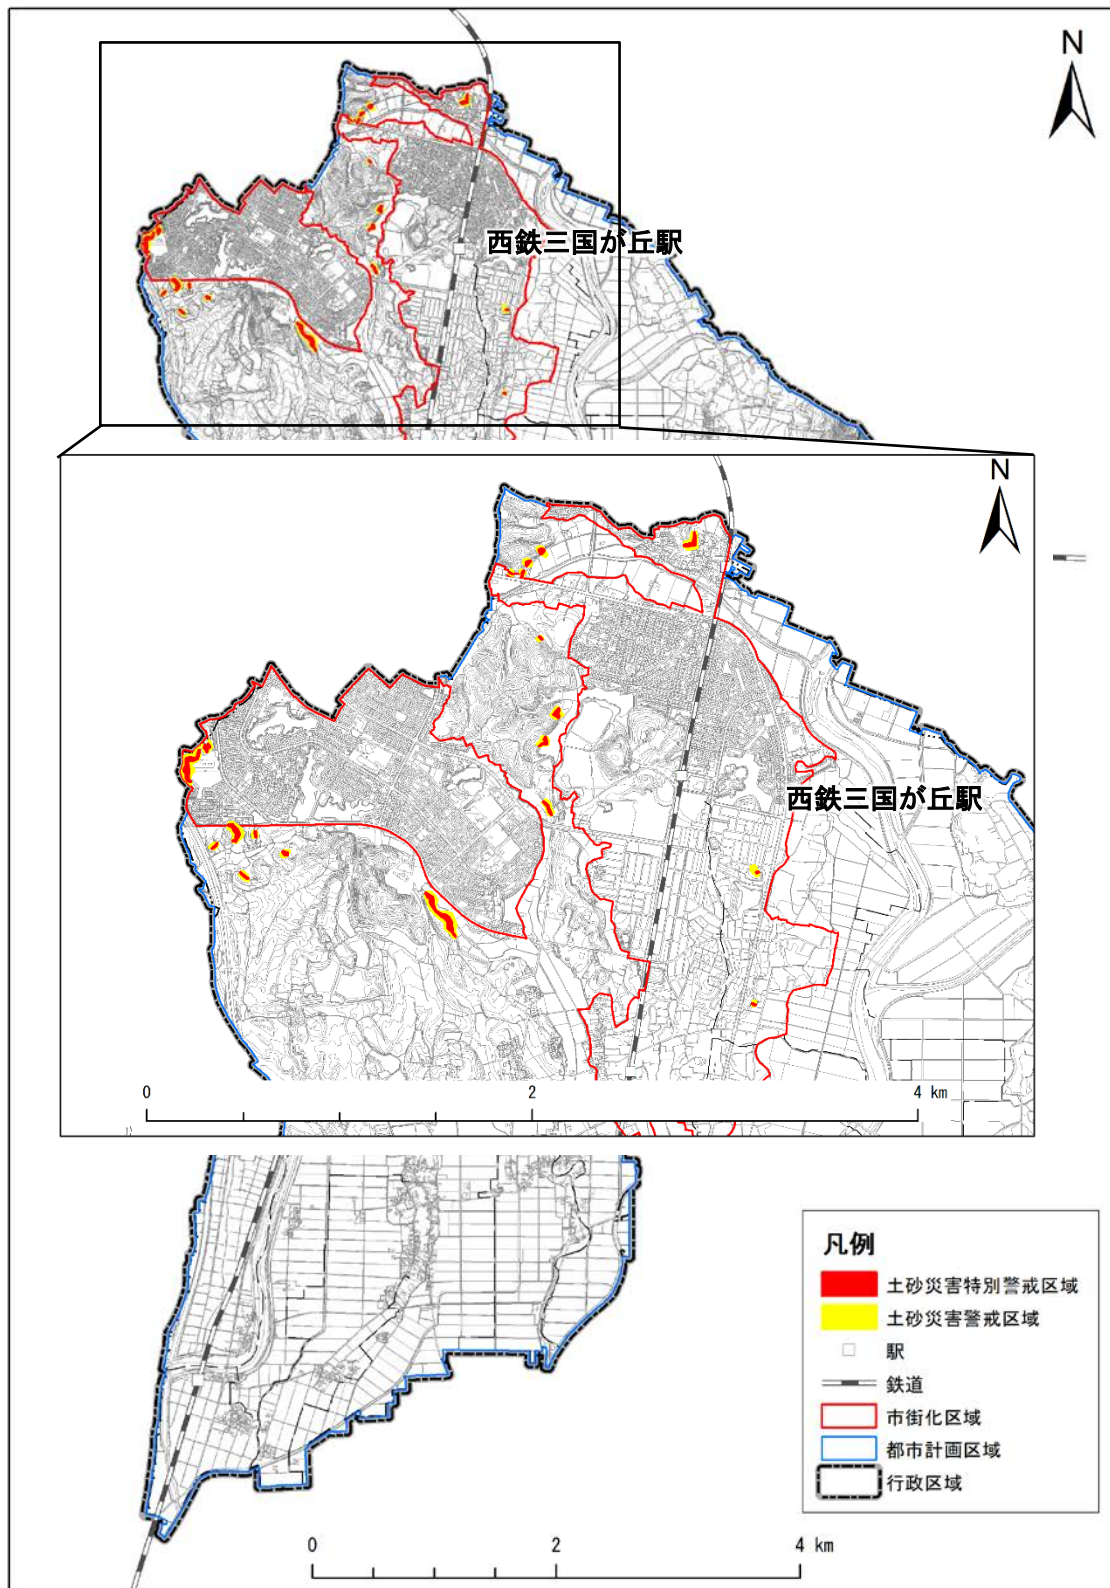 N
西鉄三国が丘駅
N
西鉄三国が丘駅
0 2 4 km
凡例
土砂災害特別警戒区域
土砂災害警戒区域
駅
鉄道
市街化区域
都市計画区域
行政区域
0 2 4 km